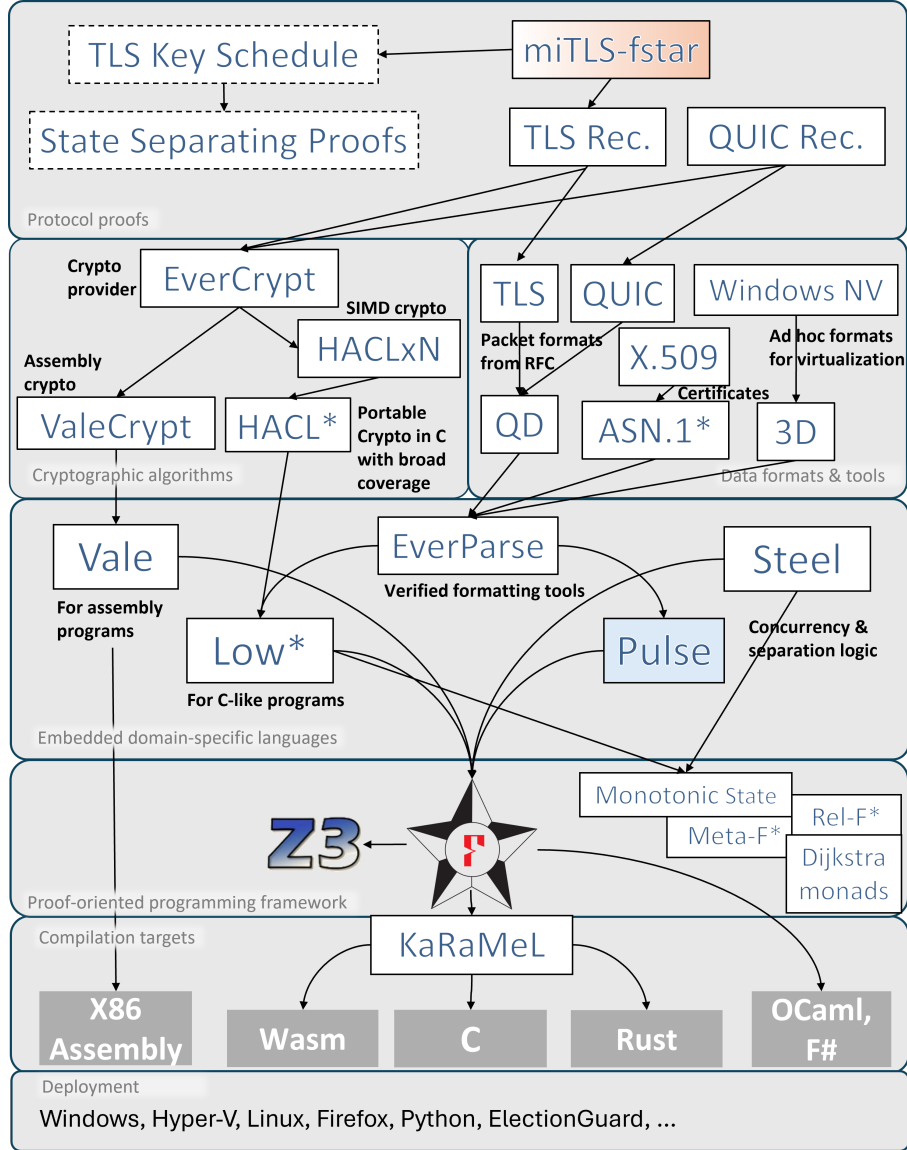 TLS Key Schedule
miTLS-fstar
State Separating Proofs
TLS Rec.
QUIC Rec.
Protocol proofs
Crypto
provider
EverCrypt
SIMD crypto
HACLxN
Assembly
crypto
ValeCrypt
HACL*
Portable
Crypto in C
with broad
coverage
Cryptographic algorithms
TLS
QUIC
Windows NV
Packet formats
from RFC
X.509
Ad hoc formats
for virtualization
Certificates
QD
ASN.1*
3D
Data formats & tools
Vale
EverParse
Steel
For assembly
programs
Verified formatting tools
Low*
Pulse
Concurrency &
separation logic
For C-like programs
Embedded domain-specific languages
Monotonic State
Meta-F*
Rel-F*
Dijkstra
monads
Z3
F
Proof-oriented programming framework
Compilation targets
KaRaMeL
X86
Assembly
Wasm
C
Rust
OCaml,
F#
Deployment
Windows, Hyper-V, Linux, Firefox, Python, ElectionGuard, ...